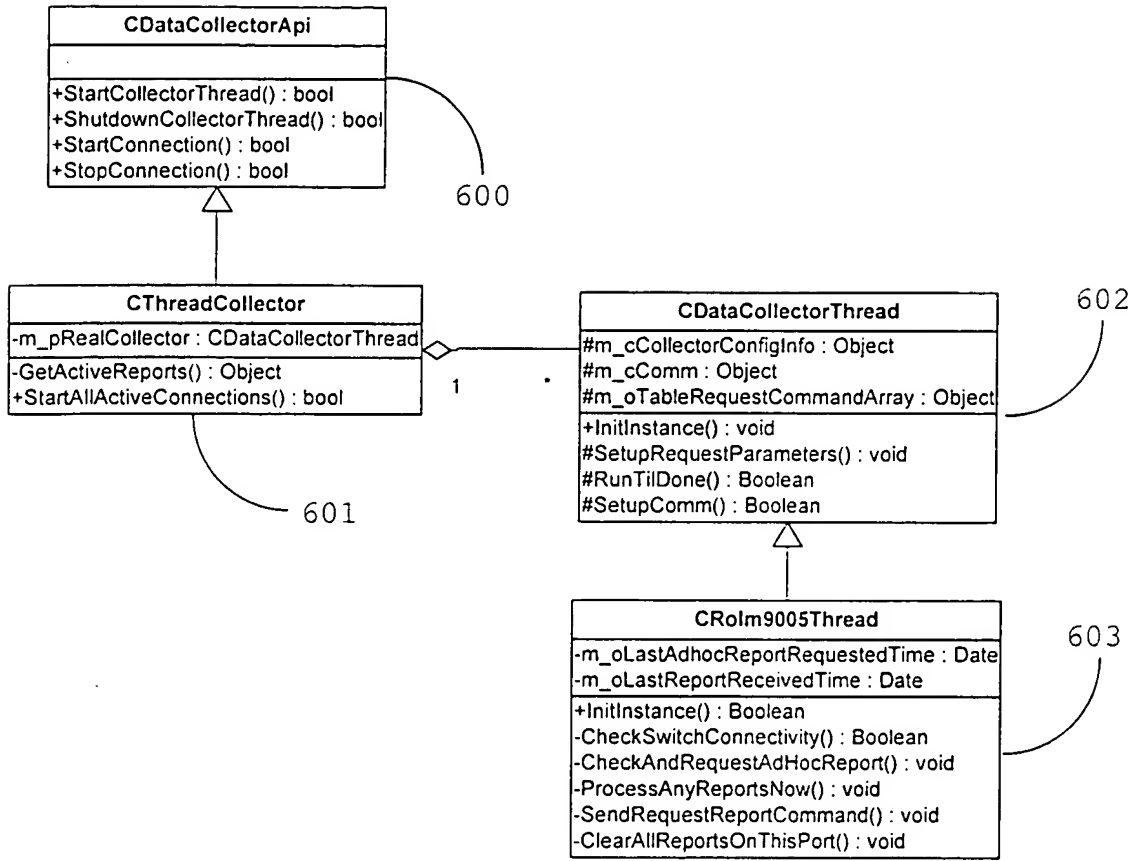 CDataCollectorApi
+StartCollectorThread() : bool
+ShutdownCollectorThread() : bool
+StartConnection() : bool
+StopConnection() : bool
600
CThreadCollector
-m_pRealCollector : CDataCollectorThread
-GetActiveReports() : Object
+StartAllActiveConnections() : bool
1
*
601
CDataCollectorThread
#m_cCollectorConfigInfo : Object
#m_cComm : Object
#m_oTableRequestCommandArray : Object
+InitInstance() : void
#SetupRequestParameters() : void
#RunTilDone() : Boolean
#SetupComm() : Boolean
602
CRolm9005Thread
-m_oLastAdhocReportRequestedTime : Date
-m_oLastReportReceivedTime : Date
+InitInstance() : Boolean
-CheckSwitchConnectivity() : Boolean
-CheckAndRequestAdHocReport() : void
-ProcessAnyReportsNow() : void
-SendRequestReportCommand() : void
-ClearAllReportsOnThisPort() : void
603